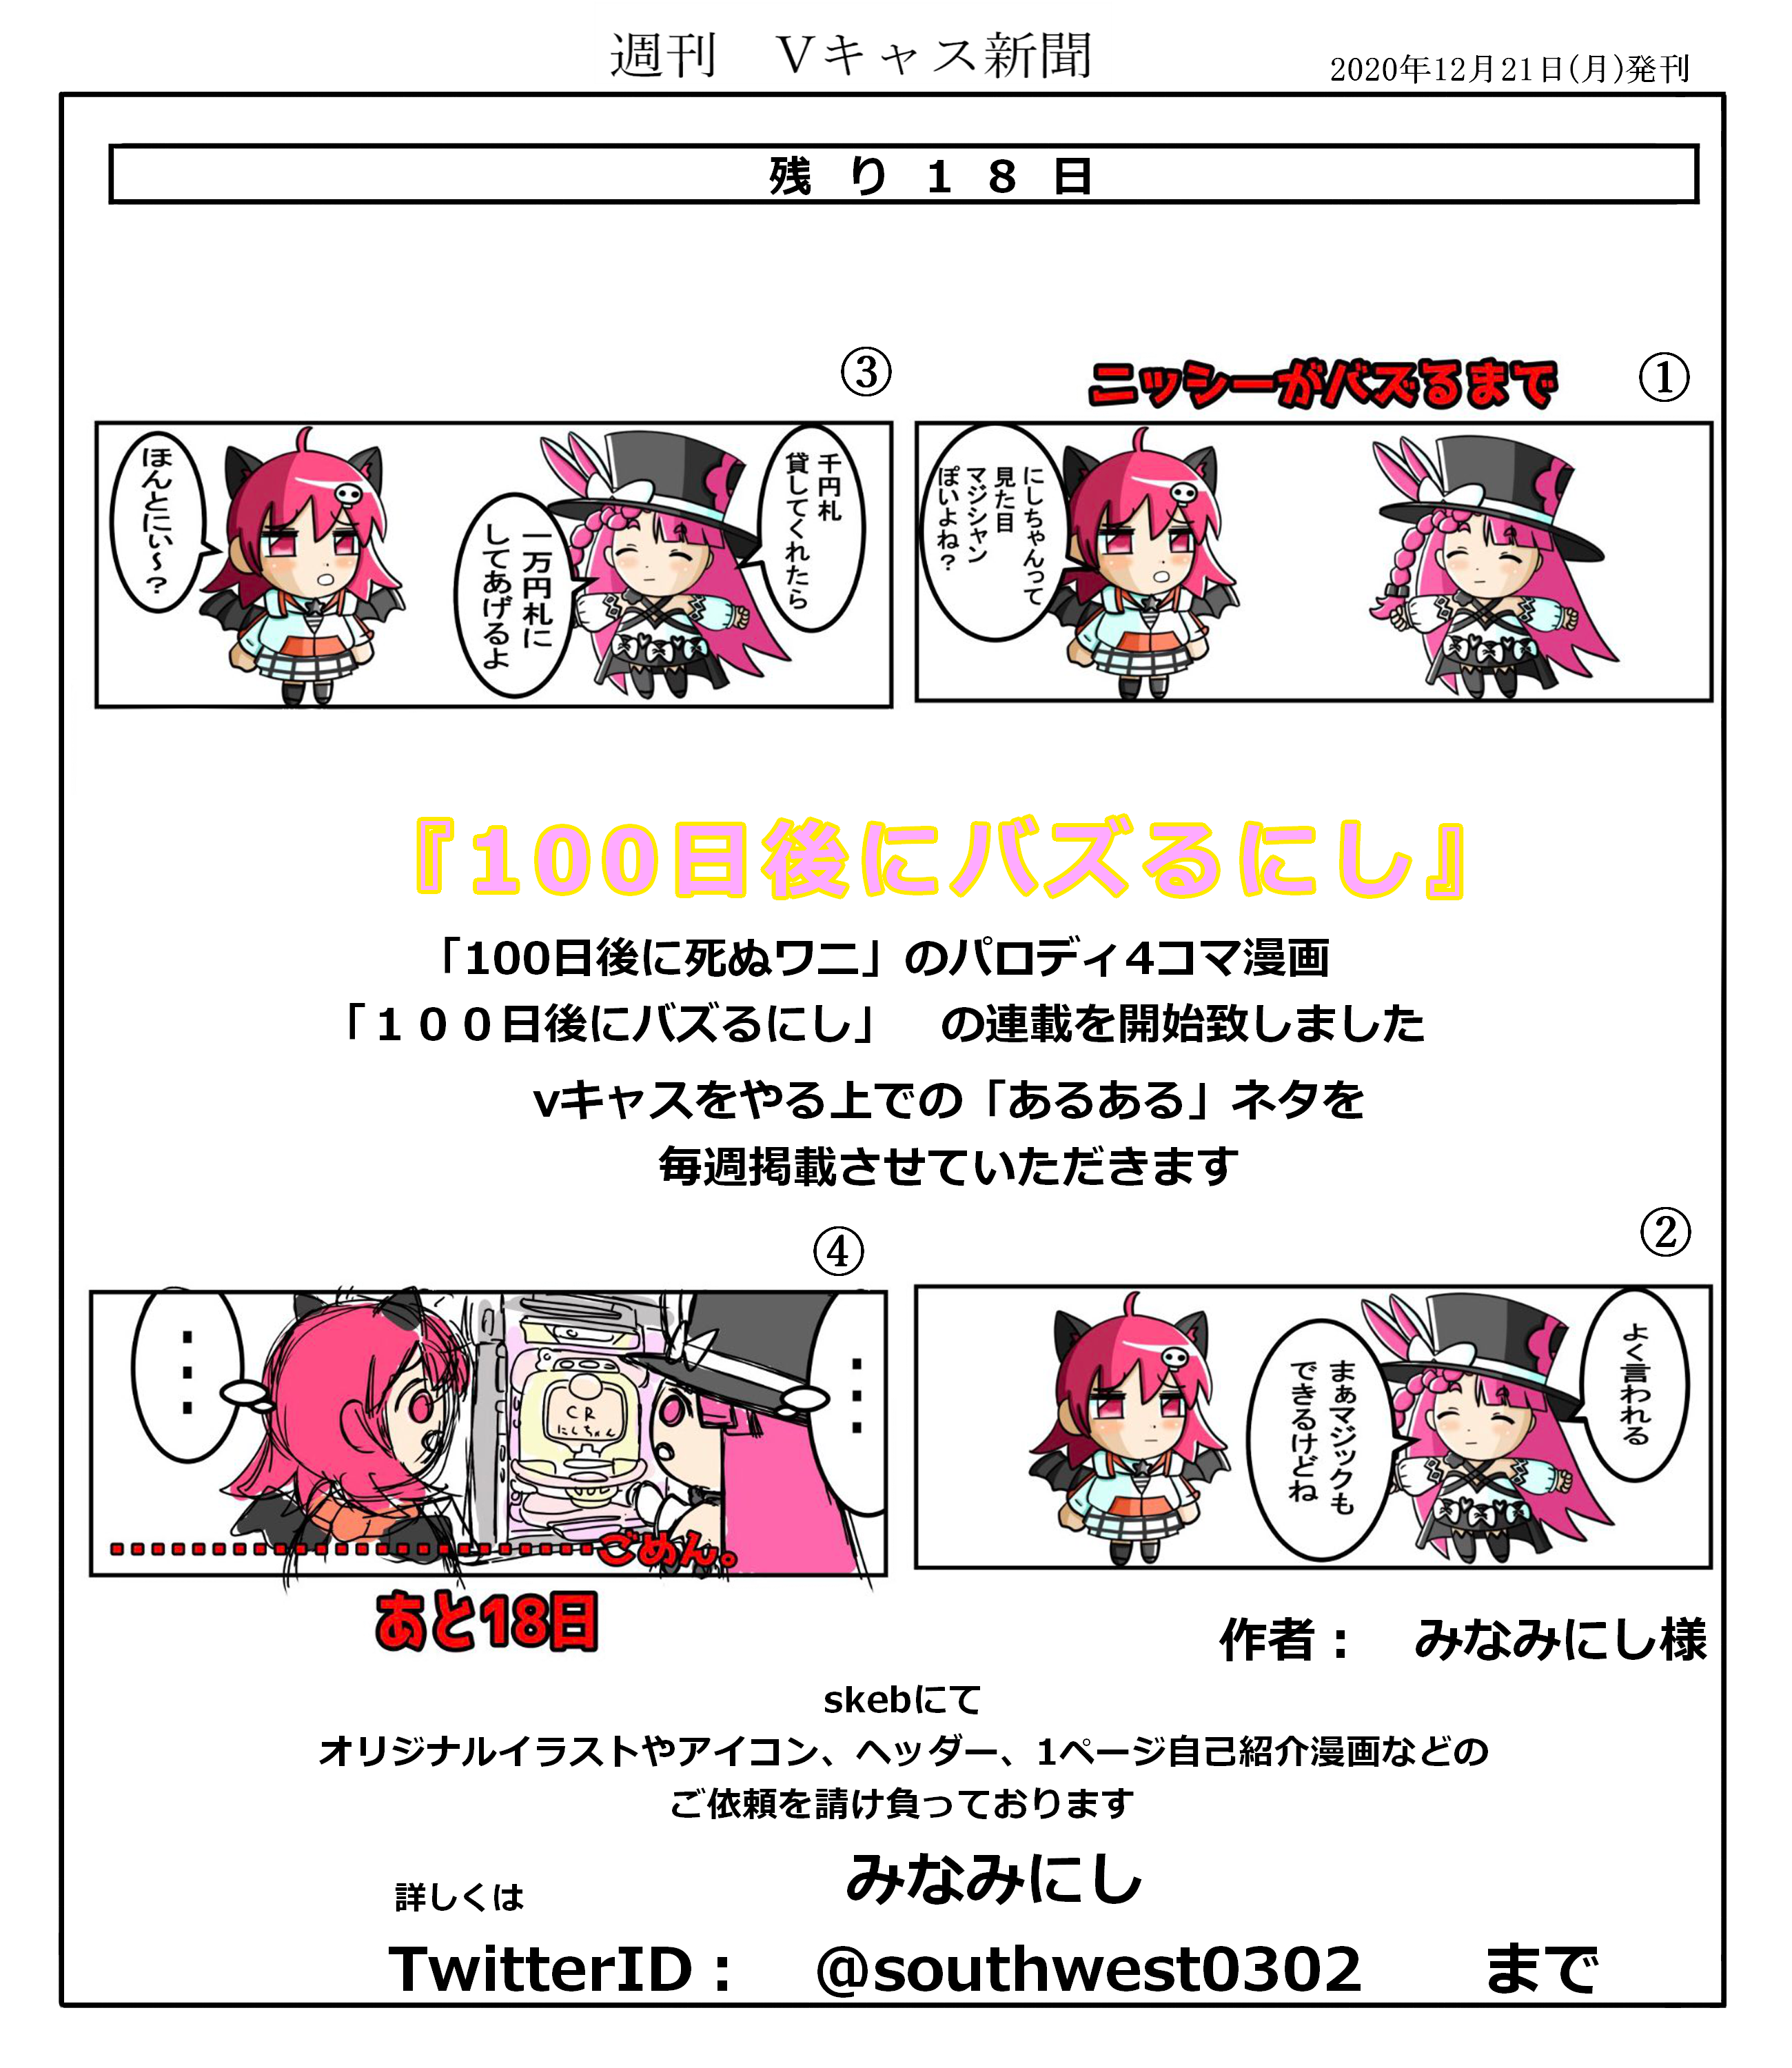 週刊　Vキャス新聞
2020年12月21日(月)発刊
残り18日
①
ニッシーがバズるまで
にしちゃんって
見た目
マジシャン
ぽいよね？
②
よく言われる
まぁマジックも
できるけどね
③
千円札
貸してくれたら
一万円札に
してあげるよ
ほんとにぃ～？
④
・・・
CR
にしちゃん
・・・
........................ごめん。
あと18日
『100日後にバズるにし』
「100日後に死ぬワニ」のパロディ4コマ漫画
「１００日後にバズるにし」　の連載を開始致しました
vキャスをやる上での「あるある」ネタを
毎週掲載させていただきます
作者：　みなみにし様
skebにて
オリジナルイラストやアイコン、ヘッダー、1ページ自己紹介漫画などの
ご依頼を請け負っております
みなみにし
詳しくは
TwitterID：　@southwest0302　まで